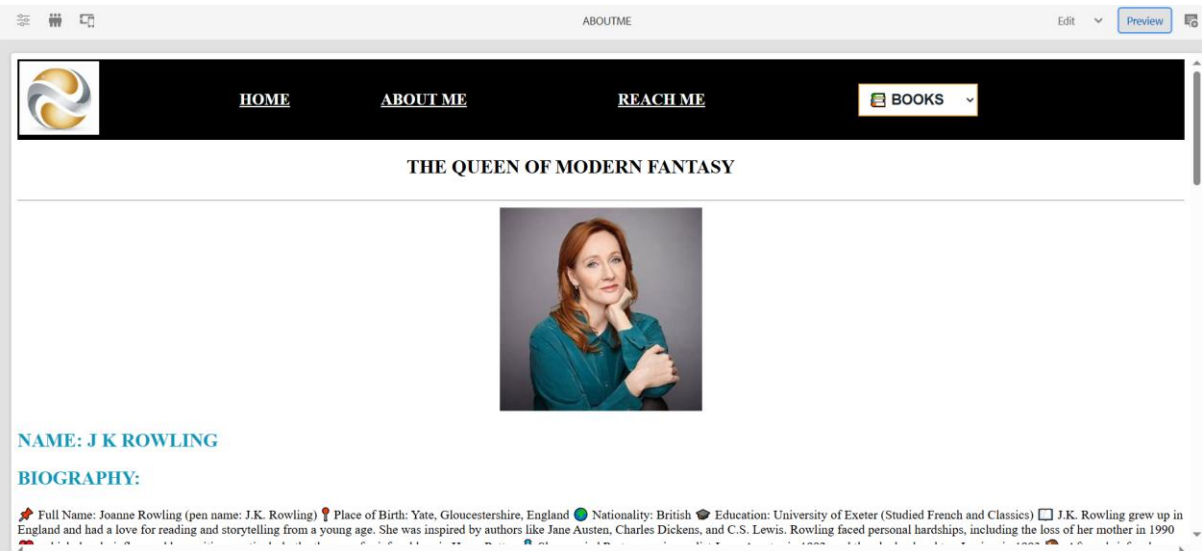 ABOUTME
Edit
Preview
HOME
ABOUT ME
REACH ME
📚 BOOKS
THE QUEEN OF MODERN FANTASY
NAME: J K ROWLING
BIOGRAPHY:
📌 Full Name: Joanne Rowling (pen name: J.K. Rowling) 📍 Place of Birth: Yate, Gloucestershire, England 🌍 Nationality: British 🎓 Education: University of Exeter (Studied French and Classics) 📖 J.K. Rowling grew up in
England and had a love for reading and storytelling from a young age. She was inspired by authors like Jane Austen, Charles Dickens, and C.S. Lewis. Rowling faced personal hardships, including the loss of her mother in 1990